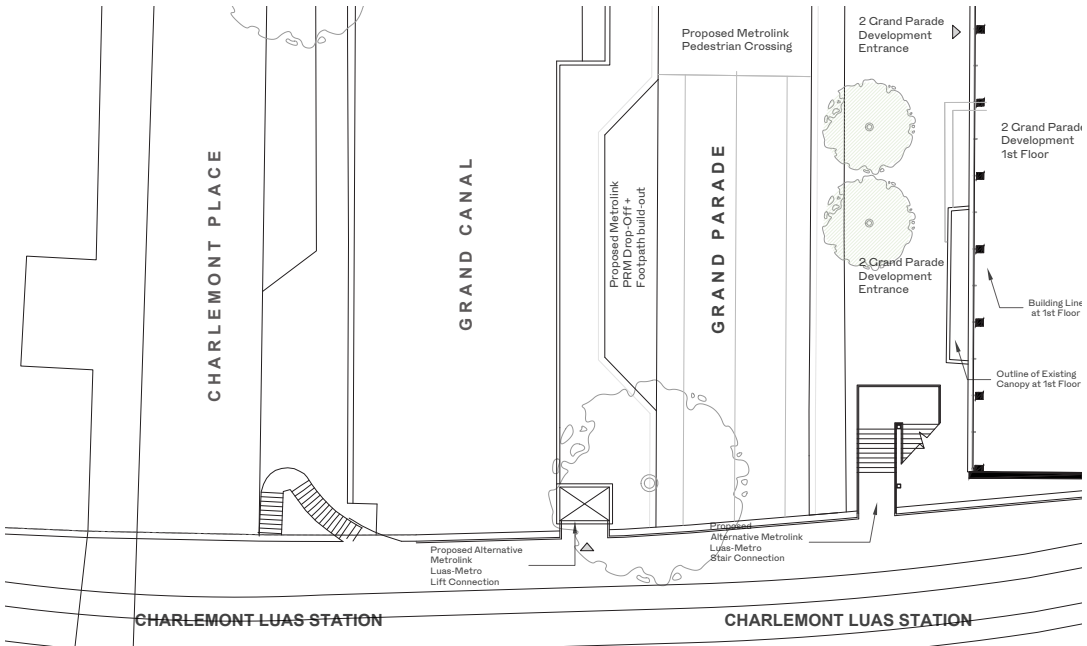 Proposed Metrolink
Pedestrian Crossing
2 Grand Parade
Development
Entrance
2 Grand Parade
Development
1st Floor
CHARLEMONT PLACE
GRAND CANAL
Proposed Metrolink
PRM Drop-Off +
Footpath build-out
GRAND PARADE
2 Grand Parade
Development
Entrance
Building Line
at 1st Floor
Outline of Existing
Canopy at 1st Floor
Proposed Alternative
Metrolink
Luas-Metro
Lift Connection
Proposed
Alternative Metrolink
Luas-Metro
Stair Connection
CHARLEMONT LUAS STATION
CHARLEMONT LUAS STATION